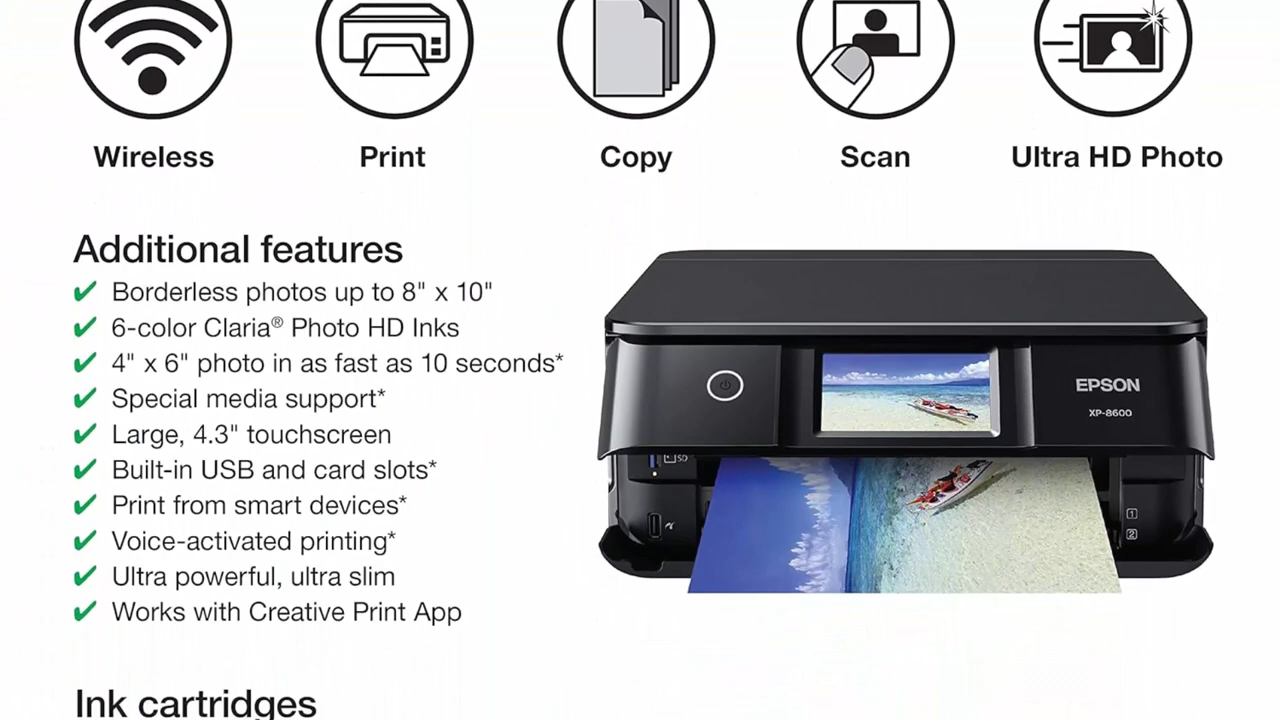 Wireless
Print
Copy
Scan
Ultra HD Photo
Additional features
✔ Borderless photos up to 8" x 10"
✔ 6-color Claria® Photo HD Inks
✔ 4" x 6" photo in as fast as 10 seconds*
✔ Special media support*
✔ Large, 4.3" touchscreen
✔ Built-in USB and card slots*
✔ Print from smart devices*
✔ Voice-activated printing*
✔ Ultra powerful, ultra slim
✔ Works with Creative Print App
EPSON
XP-8600
SD
1
2
Ink cartridges